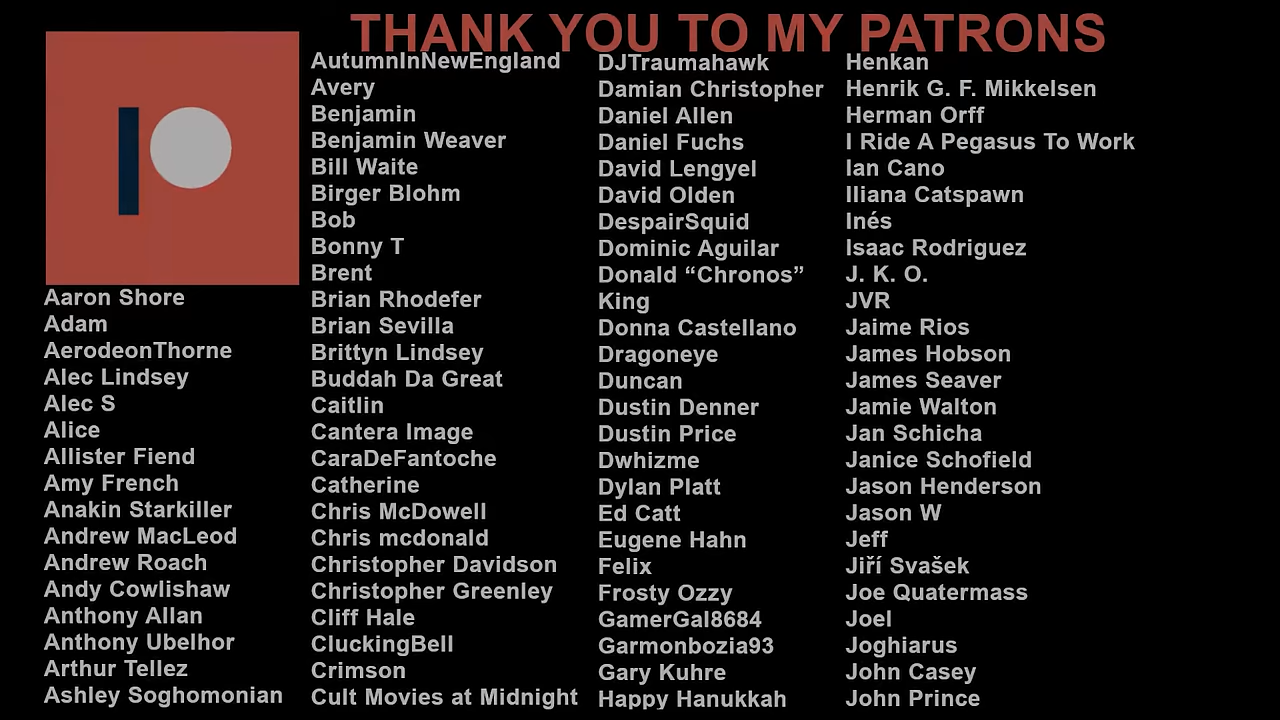 THANK YOU TO MY PATRONS
Aaron Shore
Adam
AerodeonThorne
Alec Lindsey
Alec S
Alice
Allister Fiend
Amy French
Anakin Starkiller
Andrew MacLeod
Andrew Roach
Andy Cowlishaw
Anthony Allan
Anthony Ubelhor
Arthur Tellez
Ashley Soghomonian
AutumnInNewEngland
Avery
Benjamin
Benjamin Weaver
Bill Waite
Birger Blohm
Bob
Bonny T
Brent
Brian Rhodefer
Brian Sevilla
Brittyn Lindsey
Buddah Da Great
Caitlin
Cantera Image
CaraDeFantoche
Catherine
Chris McDowell
Chris mcdonald
Christopher Davidson
Christopher Greenley
Cliff Hale
CluckingBell
Crimson
Cult Movies at Midnight
DJTraumahawk
Damian Christopher
Daniel Allen
Daniel Fuchs
David Lengyel
David Olden
DespairSquid
Dominic Aguilar
Donald “Chronos”
King
Donna Castellano
Dragoneye
Duncan
Dustin Denner
Dustin Price
Dwhizme
Dylan Platt
Ed Catt
Eugene Hahn
Felix
Frosty Ozzy
GamerGal8684
Garmonbozia93
Gary Kuhre
Happy Hanukkah
Henkan
Henrik G. F. Mikkelsen
Herman Orff
I Ride A Pegasus To Work
Ian Cano
Iliana Catspawn
Inés
Isaac Rodriguez
J. K. O.
JVR
Jaime Rios
James Hobson
James Seaver
Jamie Walton
Jan Schicha
Janice Schofield
Jason Henderson
Jason W
Jeff
Jiří Svašek
Joe Quatermass
Joel
Joghiarus
John Casey
John Prince